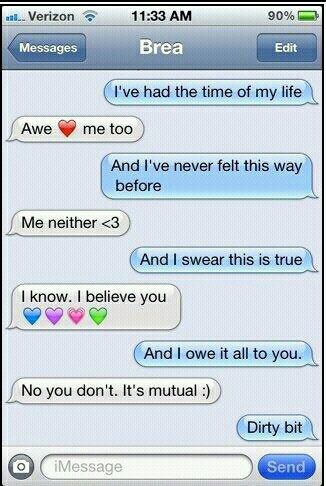 Verizon 11:33 AM 90%
Messages Brea Edit
I've had the time of my life
Awe ❤️ me too
And I've never felt this way
before
Me neither <3
And I swear this is true
I know. I believe you
💙💜💗💚
And I owe it all to you.
No you don't. It's mutual :)
Dirty bit
iMessage Send